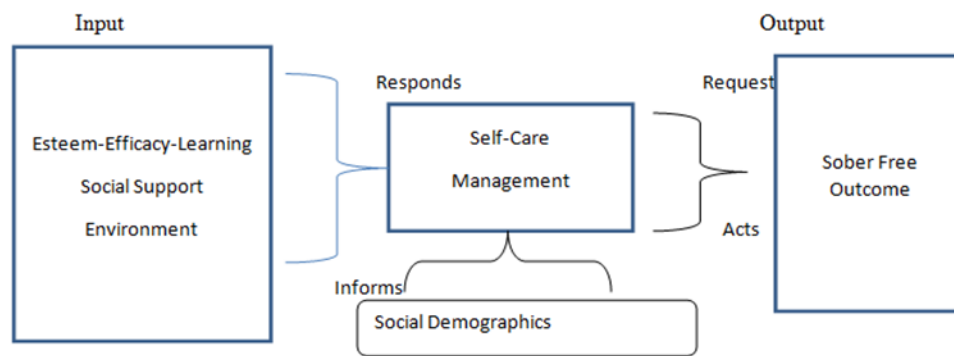 Input
Output
Responds
Request
Esteem-Efficacy-Learning
Social Support
Environment
Self-Care
Management
Sober Free
Outcome
Acts
Informs
Social Demographics